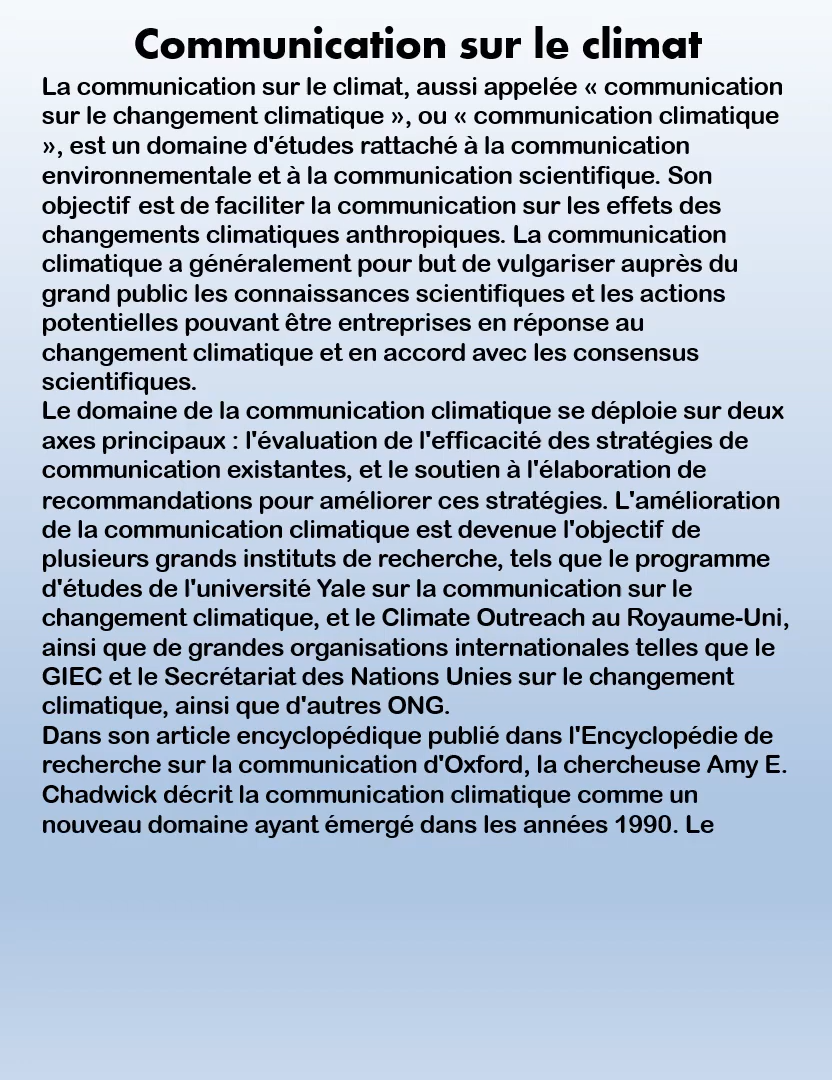 Communication sur le climat
La communication sur le climat, aussi appelée « communication
sur le changement climatique », ou « communication climatique
», est un domaine d'études rattaché à la communication
environnementale et à la communication scientifique. Son
objectif est de faciliter la communication sur les effets des
changements climatiques anthropiques. La communication
climatique a généralement pour but de vulgariser auprès du
grand public les connaissances scientifiques et les actions
potentielles pouvant être entreprises en réponse au
changement climatique et en accord avec les consensus
scientifiques.
Le domaine de la communication climatique se déploie sur deux
axes principaux : l'évaluation de l'efficacité des stratégies de
communication existantes, et le soutien à l'élaboration de
recommandations pour améliorer ces stratégies. L'amélioration
de la communication climatique est devenue l'objectif de
plusieurs grands instituts de recherche, tels que le programme
d'études de l'université Yale sur la communication sur le
changement climatique, et le Climate Outreach au Royaume-Uni,
ainsi que de grandes organisations internationales telles que le
GIEC et le Secrétariat des Nations Unies sur le changement
climatique, ainsi que d'autres ONG.
Dans son article encyclopédique publié dans l'Encyclopédie de
recherche sur la communication d'Oxford, la chercheuse Amy E.
Chadwick décrit la communication climatique comme un
nouveau domaine ayant émergé dans les années 1990. Le